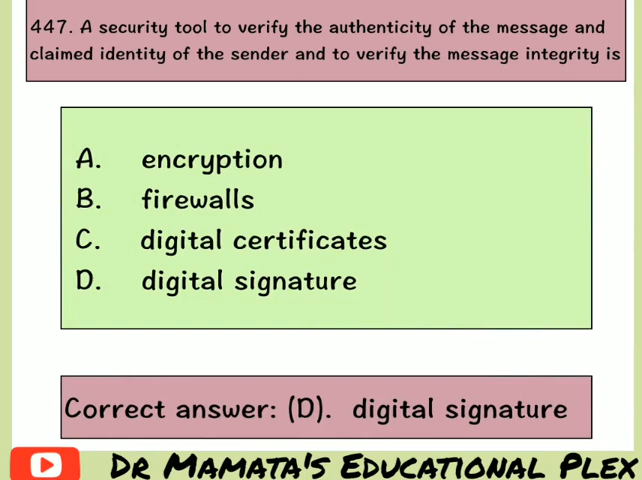 447. A security tool to verify the authenticity of the message and
claimed identity of the sender and to verify the message integrity is
A. encryption
B. firewalls
C. digital certificates
D. digital signature
Correct answer: (D). digital signature
DR MAMATA'S EDUCATIONAL PLEX